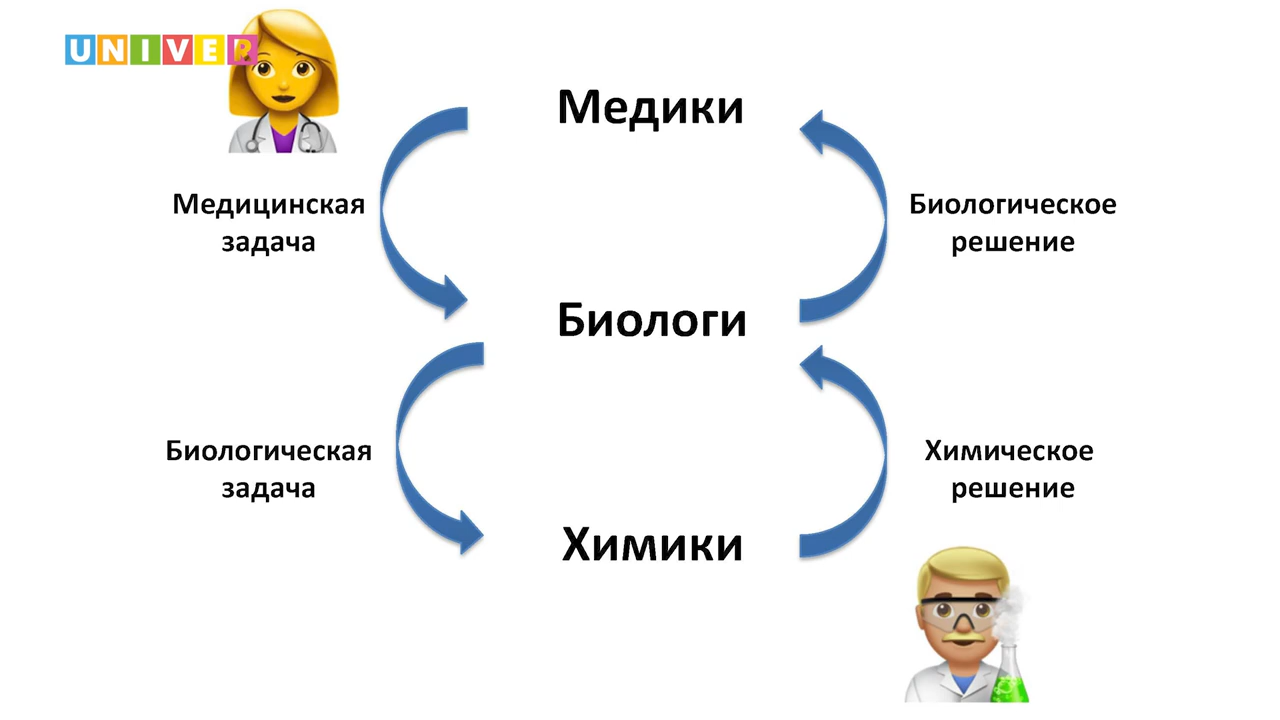 UNIVER
Медики
Медицинская
задача
Биологическое
решение
Биологи
Биологическая
задача
Химическое
решение
Химики